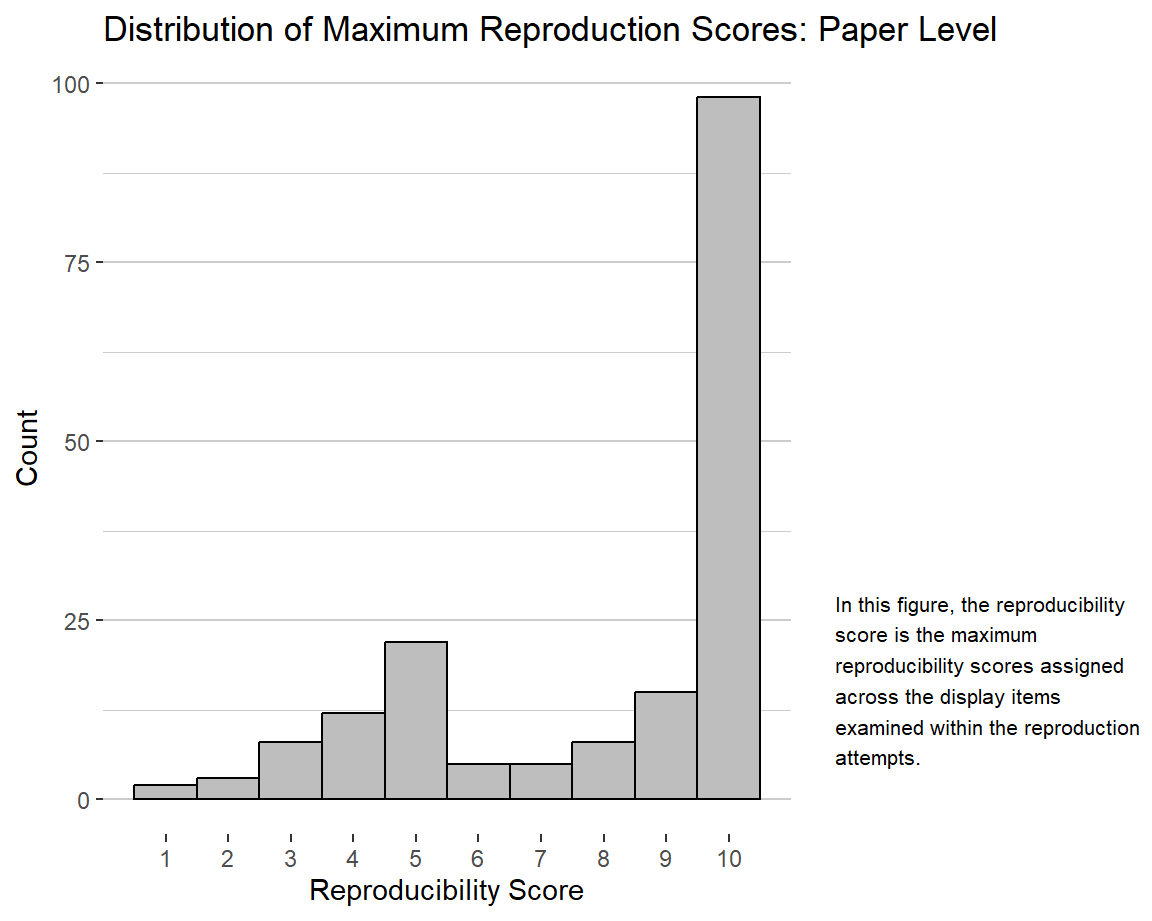 Distribution of Maximum Reproduction Scores: Paper Level
100
75
50
25
0
Count
1 2 3 4 5 6 7 8 9 10
Reproducibility Score
In this figure, the reproducibility
score is the maximum
reproducibility scores assigned
across the display items
examined within the reproduction
attempts.